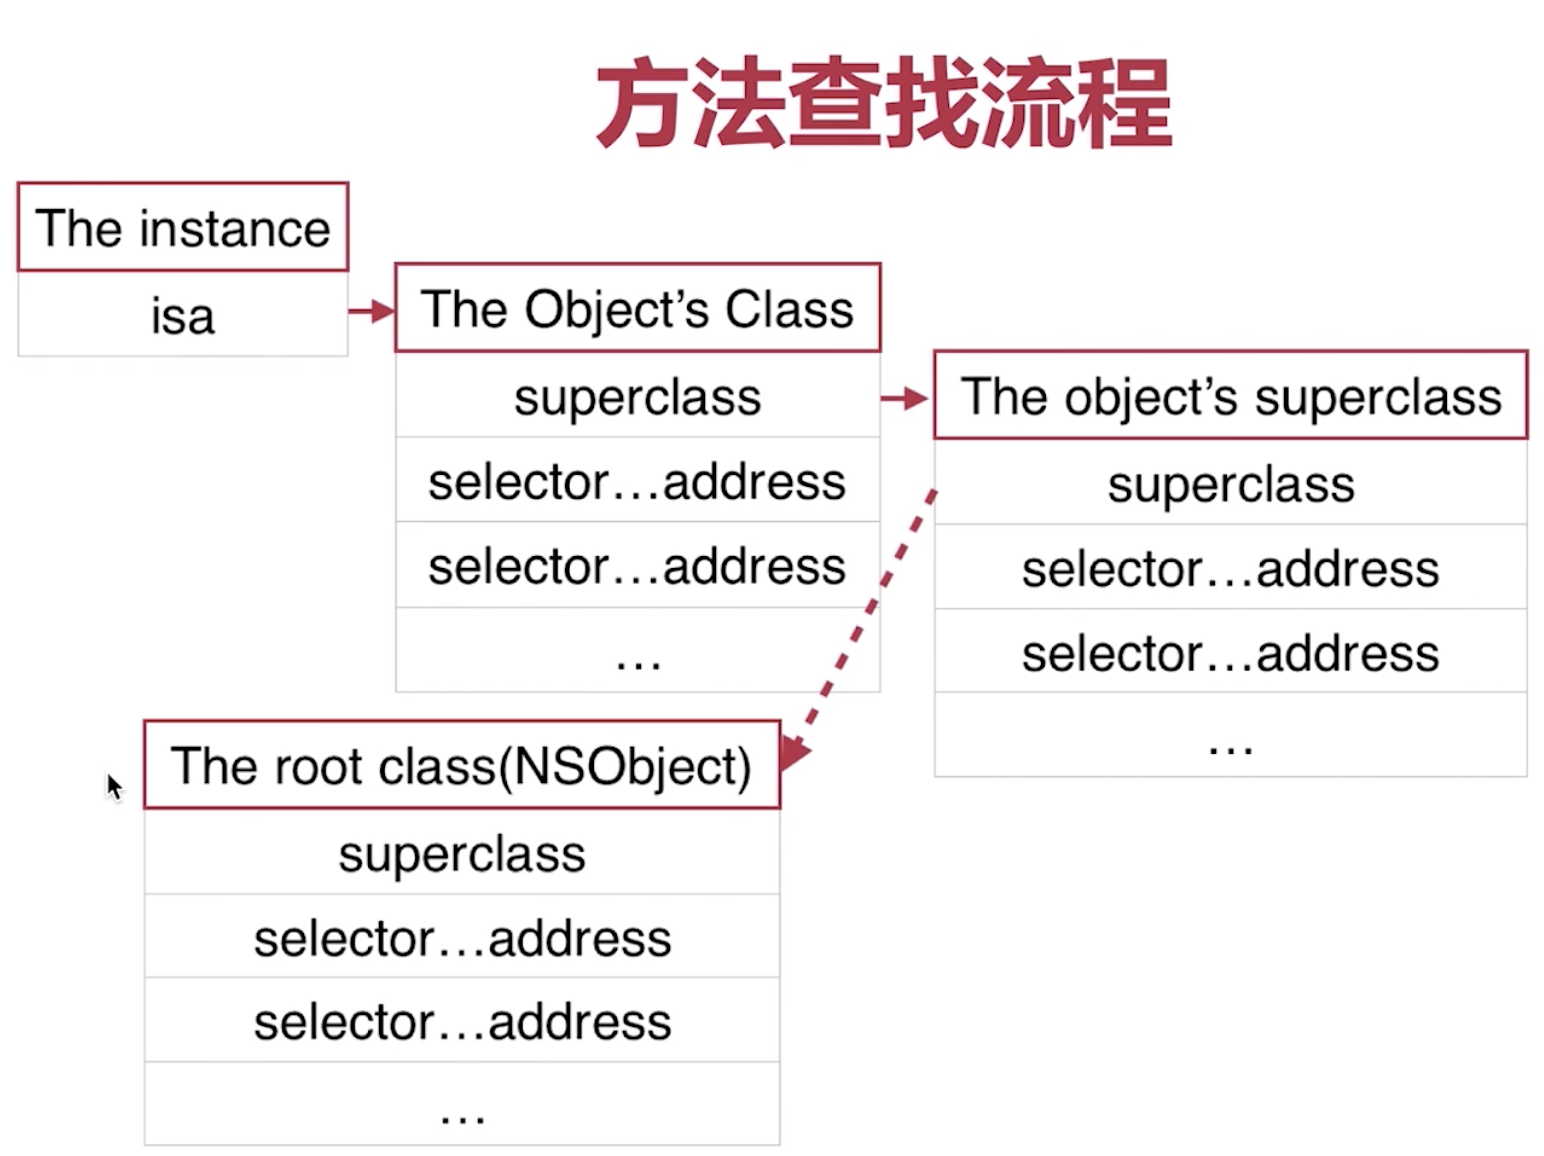 方法查找流程
The instance
isa
The Object’s Class
superclass
selector…address
selector…address
…
The object’s superclass
superclass
selector…address
selector…address
…
The root class(NSObject)
superclass
selector…address
selector…address
…